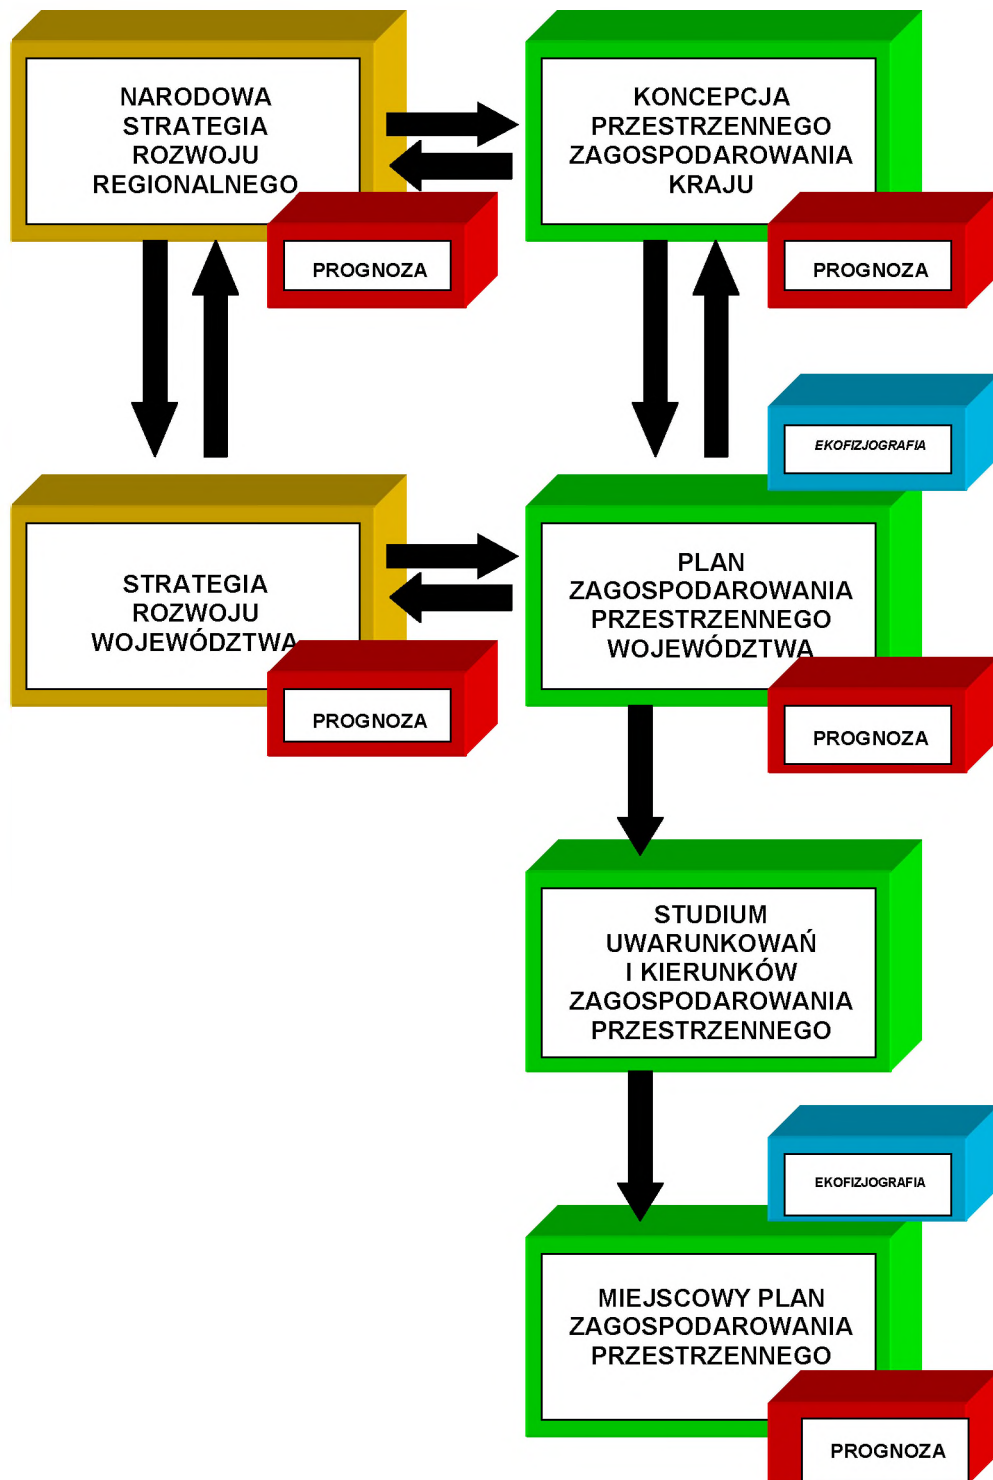 NARODOWA
STRATEGIA
ROZWOJU
REGIONALNEGO
PROGNOZA
KONCEPCJA
PRZESTRZENNEGO
ZAGOSPODAROWANIA
KRAJU
PROGNOZA
STRATEGIA
ROZWOJU
WOJEWÓDZTWA
PROGNOZA
EKOFIZJOGRAFIA
PLAN
ZAGOSPODAROWANIA
PRZESTRZENNEGO
WOJEWÓDZTWA
PROGNOZA
STUDIUM
UWARUNKOWAŃ
I KIERUNKÓW
ZAGOSPODAROWANIA
PRZESTRZENNEGO
EKOFIZJOGRAFIA
MIEJSCOWY PLAN
ZAGOSPODAROWANIA
PRZESTRZENNEGO
PROGNOZA